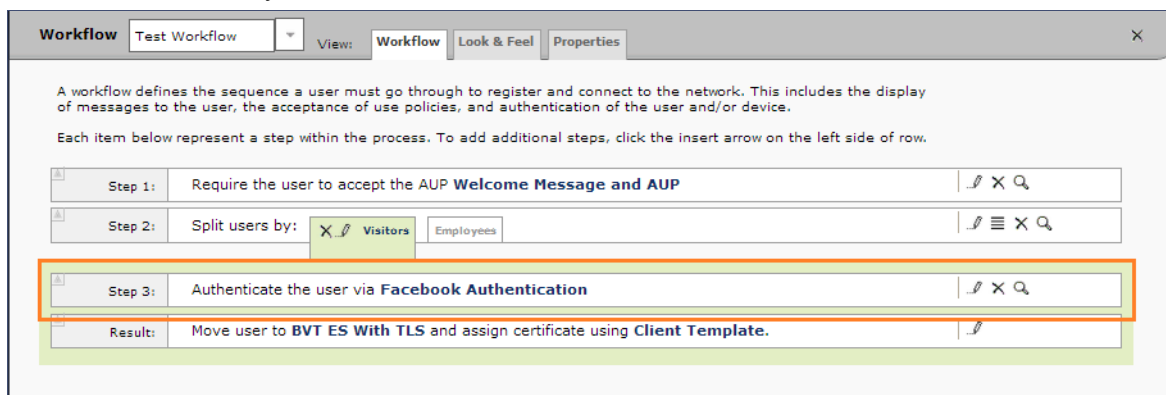 Workflow Test Workflow View: Workflow Look & Feel Properties
A workflow defines the sequence a user must go through to register and connect to the network. This includes the display
of messages to the user, the acceptance of use policies, and authentication of the user and/or device.
Each item below represent a step within the process. To add additional steps, click the insert arrow on the left side of row.
Step 1: Require the user to accept the AUP Welcome Message and AUP
Step 2: Split users by: Visitors Employees
Step 3: Authenticate the user via Facebook Authentication
Result: Move user to BVT ES With TLS and assign certificate using Client Template.